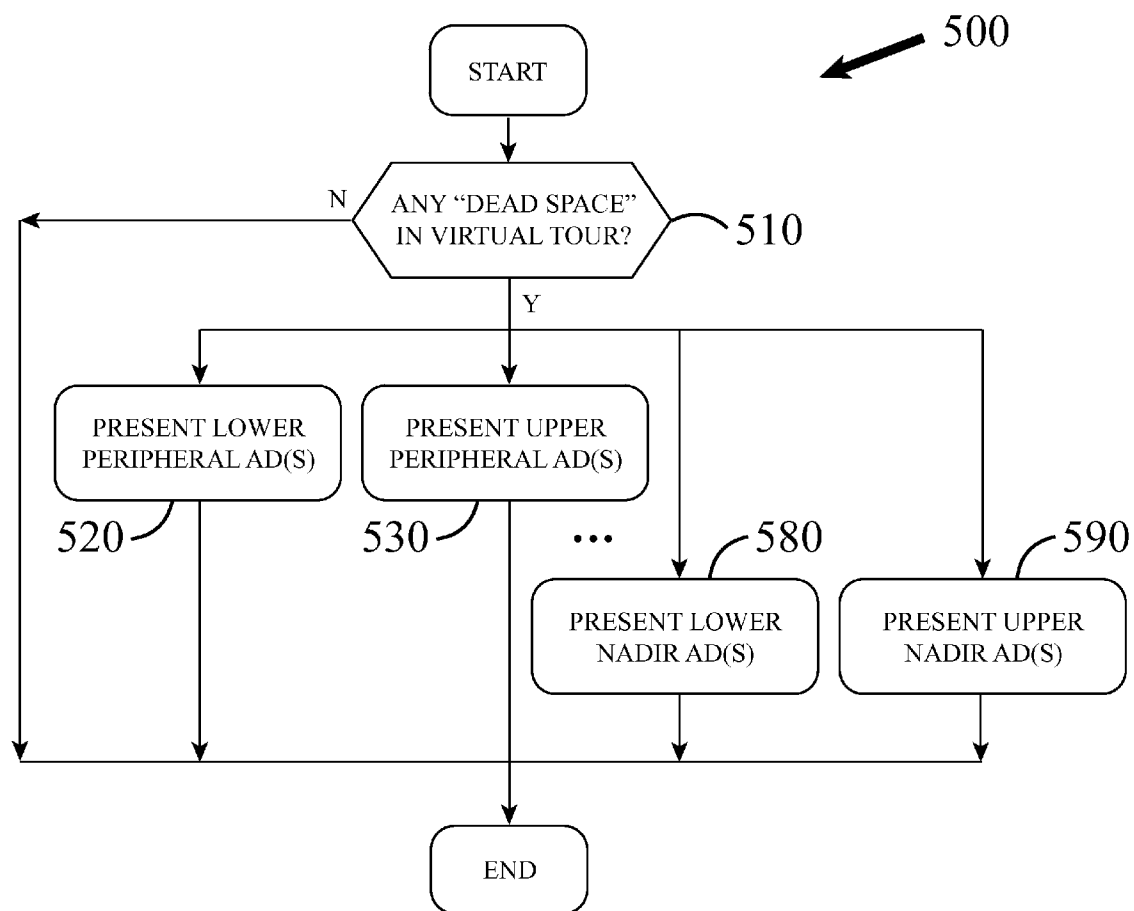 500
START
N
ANY “DEAD SPACE”
IN VIRTUAL TOUR?
510
Y
PRESENT LOWER
PERIPHERAL AD(S)
PRESENT UPPER
PERIPHERAL AD(S)
520
530
...
580
590
PRESENT LOWER
NADIR AD(S)
PRESENT UPPER
NADIR AD(S)
END